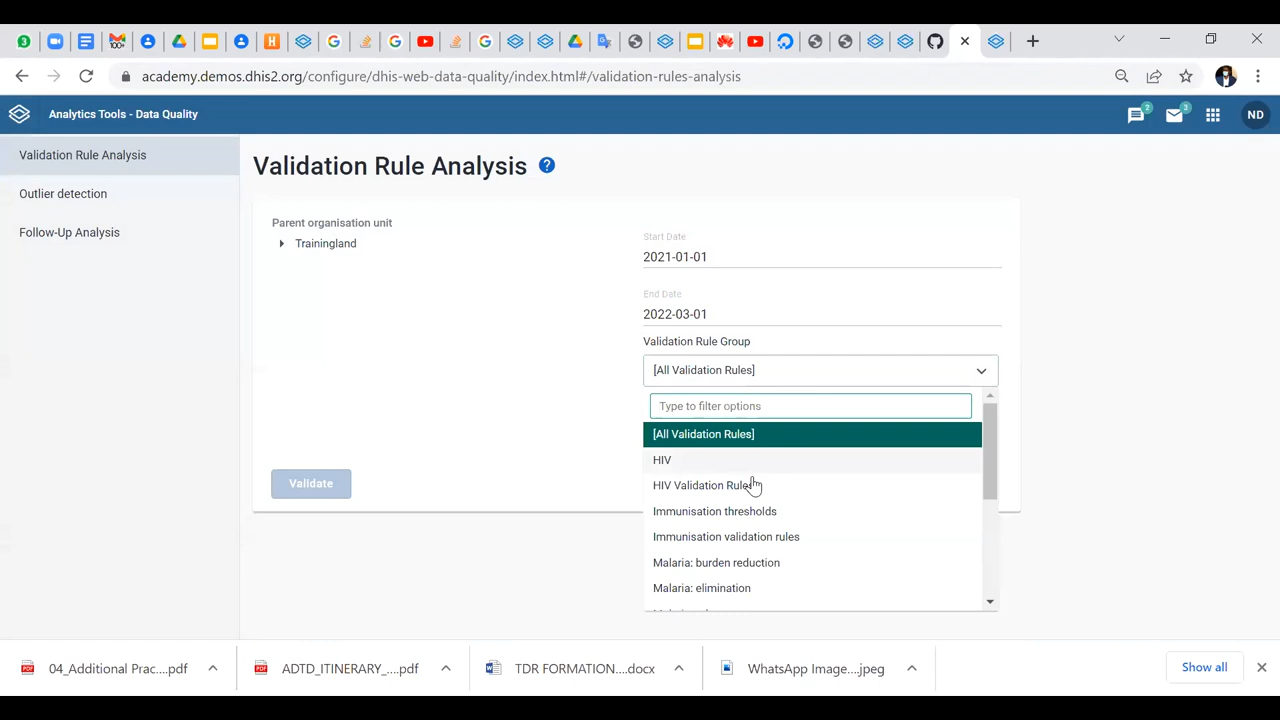 academy.demos.dhis2.org/configure/dhis-web-data-quality/index.html#/validation-rules-analysis
Analytics Tools - Data Quality
2
3
ND
Validation Rule Analysis
Outlier detection
Follow-Up Analysis
Validation Rule Analysis
?
Parent organisation unit
Trainingland
Start Date
2021-01-01
End Date
2022-03-01
Validation Rule Group
[All Validation Rules]
Type to filter options
[All Validation Rules]
HIV
HIV Validation Rules
Immunisation thresholds
Immunisation validation rules
Malaria: burden reduction
Malaria: elimination
Validate
04_Additional Prac....pdf
ADTD_ITINERARY_....pdf
TDR FORMATION....docx
WhatsApp Image....jpeg
Show all